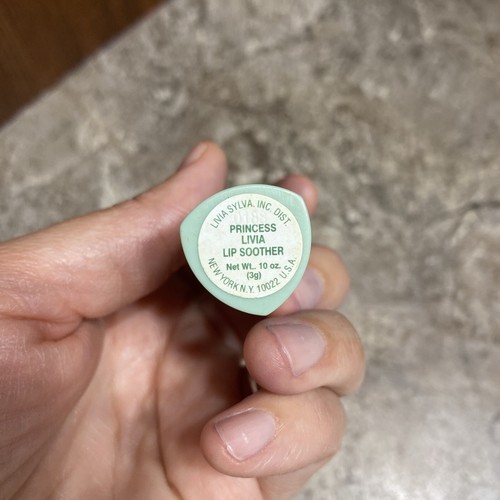 LIVIA SYLVA. INC. DIST.
PRINCESS
LIVIA
LIP SOOTHER
Net Wt.. 10 oz.
(3g)
NEW YORK N.Y. 10022 U.S.A.